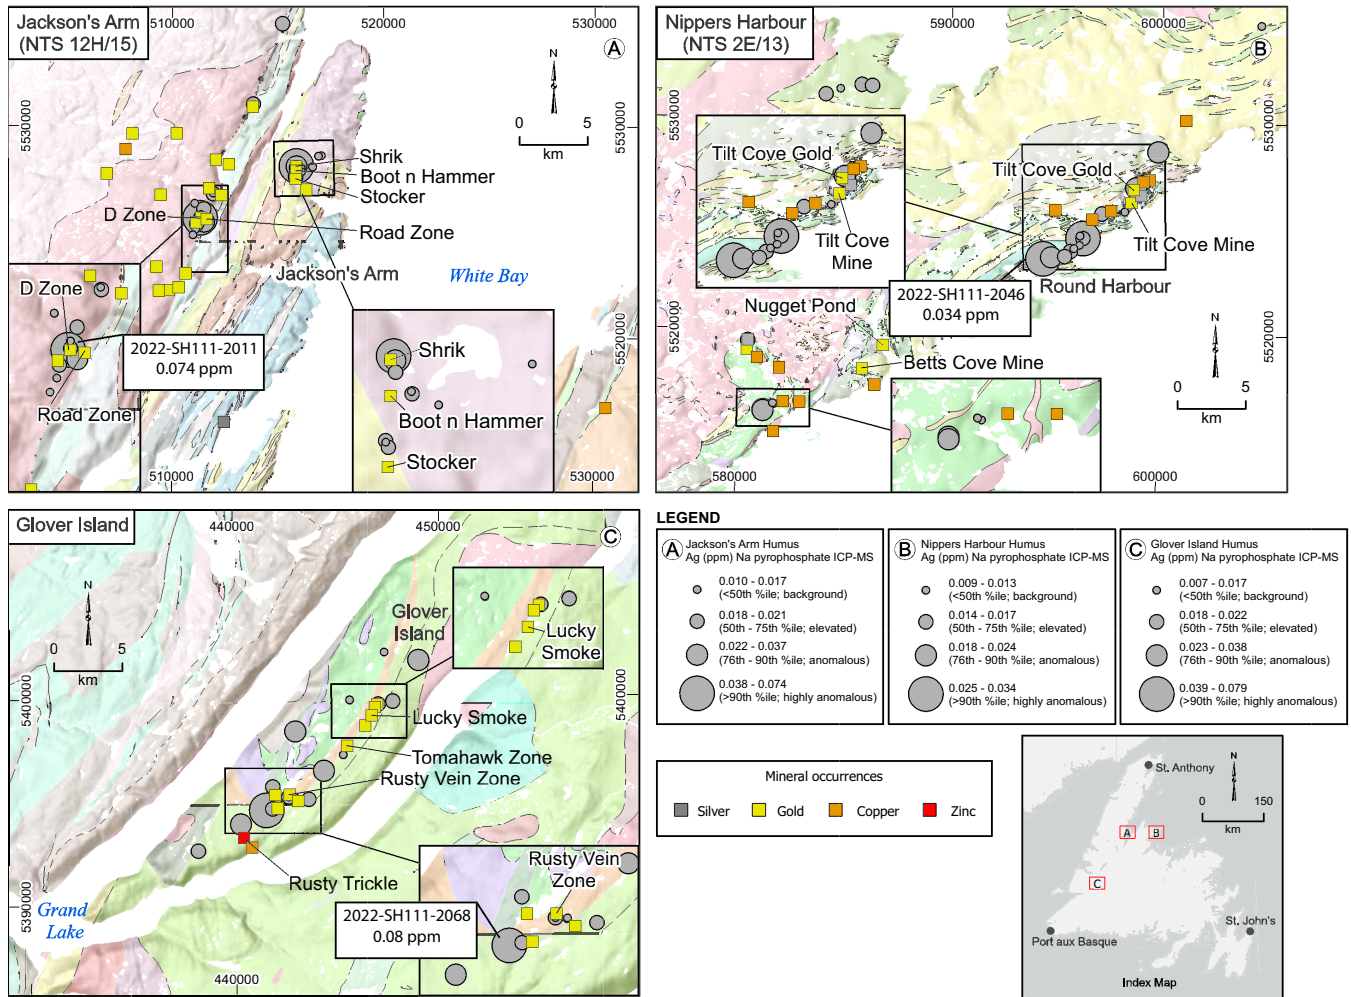 Jackson's Arm
(NTS 12H/15)
510000
520000
530000
A
N
0 5
km
5530000
5530000
Shrik
Boot n Hammer
Stocker
D Zone
Road Zone
Jackson's Arm
White Bay
D Zone
2022-SH111-2011
0.074 ppm
Road Zone
Shrik
Boot n Hammer
Stocker
5520000
510000
530000
Nippers Harbour
(NTS 2E/13)
590000
600000
B
N
0 5
km
5530000
5530000
Tilt Cove Gold
Tilt Cove
Mine
Tilt Cove Gold
Tilt Cove Mine
Round Harbour
2022-SH111-2046
0.034 ppm
Nugget Pond
Betts Cove Mine
5520000
5520000
N
0 5
km
580000
600000
Glover Island
440000
450000
C
N
0 5
km
Glover
Island
Lucky
Smoke
5400000
5400000
Lucky Smoke
Tomahawk Zone
Rusty Vein Zone
Rusty Trickle
Rusty Vein
Zone
2022-SH111-2068
0.08 ppm
Grand
Lake
5390000
440000
LEGEND
A Jackson's Arm Humus
Ag (ppm) Na pyrophosphate ICP-MS
0.010 - 0.017
(<50th %ile; background)
0.018 - 0.021
(50th - 75th %ile; elevated)
0.022 - 0.037
(76th - 90th %ile; anomalous)
0.038 - 0.074
(>90th %ile; highly anomalous)
B Nippers Harbour Humus
Ag (ppm) Na pyrophosphate ICP-MS
0.009 - 0.013
(<50th %ile; background)
0.014 - 0.017
(50th - 75th %ile; elevated)
0.018 - 0.024
(76th - 90th %ile; anomalous)
0.025 - 0.034
(>90th %ile; highly anomalous)
C Glover Island Humus
Ag (ppm) Na pyrophosphate ICP-MS
0.007 - 0.017
(<50th %ile; background)
0.018 - 0.022
(50th - 75th %ile; elevated)
0.023 - 0.038
(76th - 90th %ile; anomalous)
0.039 - 0.079
(>90th %ile; highly anomalous)
Mineral occurrences
Silver Gold Copper Zinc
St. Anthony
N
0 150
km
A
B
C
St. John's
Port aux Basque
Index Map